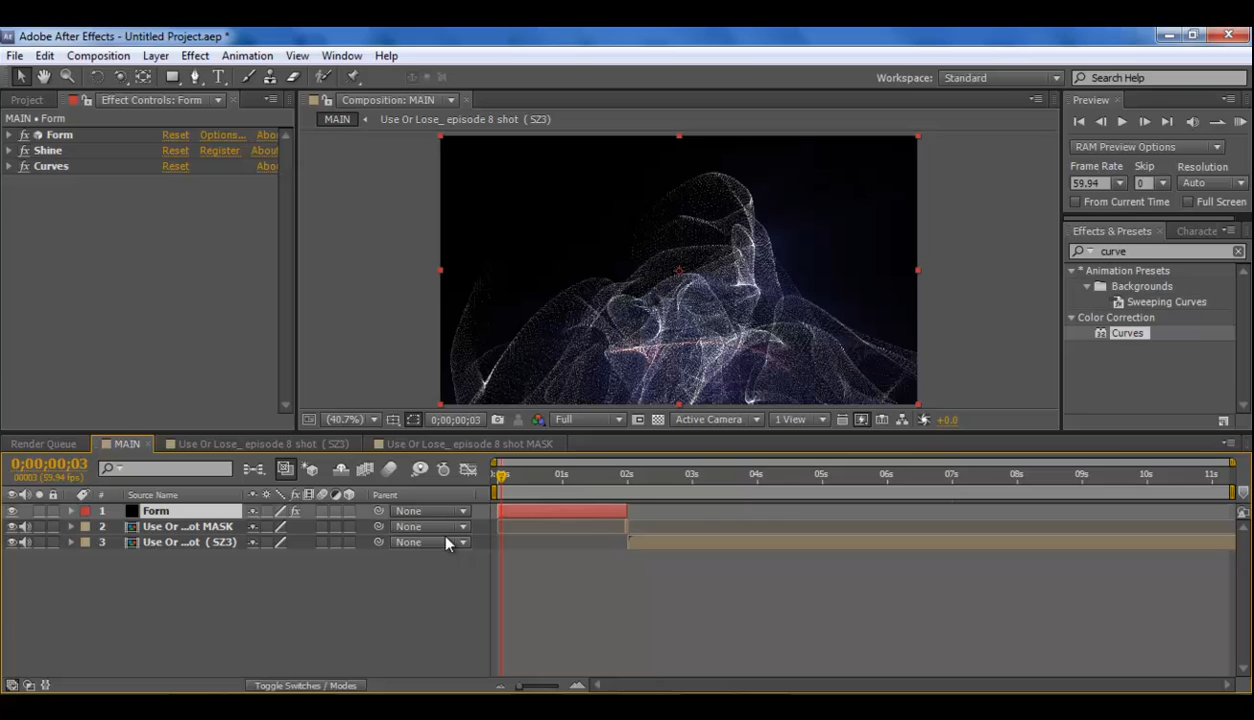 Adobe After Effects - Untitled Project.aep *
File Edit Composition Layer Effect Animation View Window Help
Workspace: Standard Search Help
Project Effect Controls: Form Composition: MAIN Preview
MAIN • Form
MAIN Use Or Lose_ episode 8 shot ( SZ3)
fx Form Reset Options... Abo
fx Shine Reset Register About
fx Curves Reset Abo
RAM Preview Options
Frame Rate Skip Resolution
59.94 0 Auto
From Current Time Full Screen
Effects & Presets Characte
curve
* Animation Presets
Backgrounds
Sweeping Curves
Color Correction
Curves
(40.7%) 0;00;00;03 Full Active Camera 1 View +0.0
Render Queue MAIN Use Or Lose_ episode 8 shot ( SZ3) Use Or Lose_ episode 8 shot MASK
0;00;00;03
00003 (59.94 fps)
01s 02s 03s 04s 05s 06s 07s 08s 09s 10s 11s
# Source Name fx Parent
1 Form fx None
2 Use Or ...ot MASK None
3 Use Or ...ot ( SZ3) None
Toggle Switches / Modes